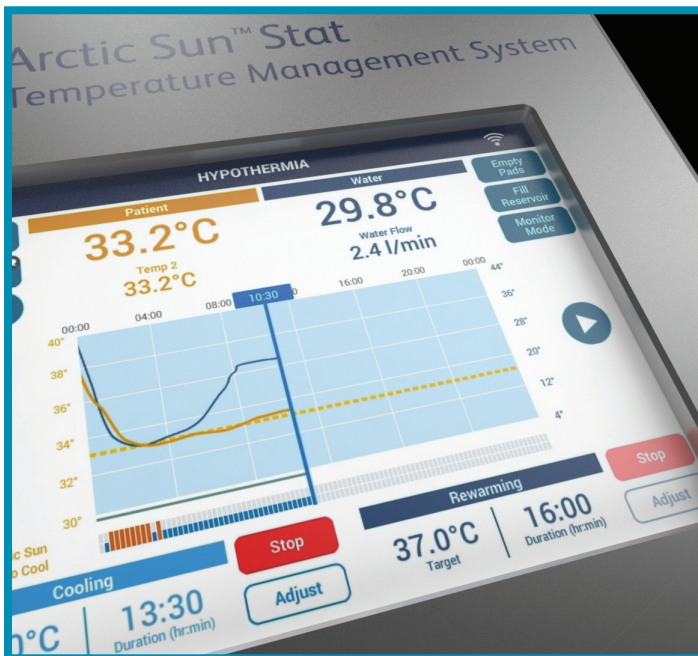 Arctic Sun™ Stat
Temperature Management System
HYPOTHERMIA
Patient
33.2°C
Temp 2
33.2°C
Water
29.8°C
Water Flow
2.4 l/min
Empty
Pads
Fill
Reservoir
Monitor
Mode
00:00
04:00
08:00
10:30
16:00
20:00
00:00
40°
38°
36°
34°
32°
30°
44°
36°
28°
20°
12°
4°
Sun
Cool
Cooling
13:30
Duration (hr:min)
Stop
Adjust
Rewarming
37.0°C
Target
16:00
Duration (hr:min)
Stop
Adjust